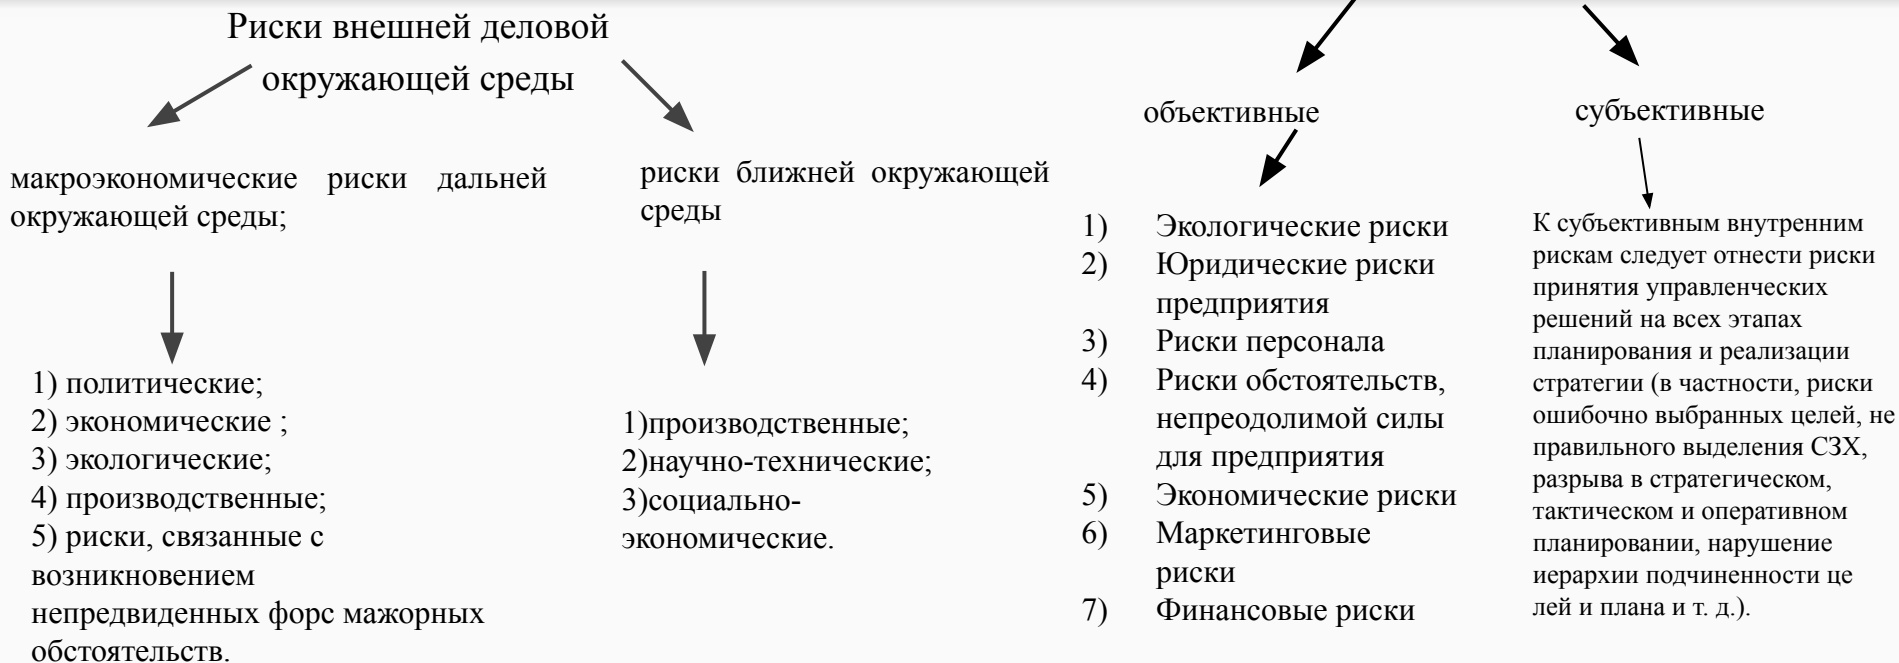 Риски внешней деловой
окружающей среды
макроэкономические риски дальней
окружающей среды;
1) политические;
2) экономические ;
3) экологические;
4) производственные;
5) риски, связанные с
возникновением
непредвиденных форс мажорных
обстоятельств.
риски ближней окружающей
среды
1)производственные;
2)научно-технические;
3)социально-
экономические.
объективные
1) Экологические риски
2) Юридические риски
предприятия
3) Риски персонала
4) Риски обстоятельств,
непреодолимой силы
для предприятия
5) Экономические риски
6) Маркетинговые
риски
7) Финансовые риски
субъективные
К субъективным внутренним
рискам следует отнести риски
принятия управленческих
решений на всех этапах
планирования и реализации
стратегии (в частности, риски
ошибочно выбранных целей, не
правильного выделения СЗХ,
разрыва в стратегическом,
тактическом и оперативном
планировании, нарушение
иерархии подчиненности це
лей и плана и т. д.).